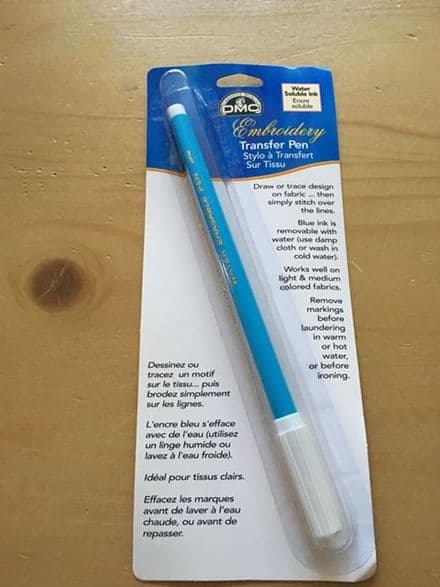 DMC
Water
Soluble Ink
Encre
soluble
Embroidery
Transfer Pen
Stylo à Transfert
Sur Tissu
Draw or trace design
on fabric ... then
simply stitch over
the lines.
Blue ink is
removable with
water (use damp
cloth or wash in
cold water).
Works well on
light & medium
colored fabrics.
Remove
markings
before
laundering
in warm
or hot
water,
or before
ironing.
WATER ERASABLE PEN
Dessinez ou
tracez un motif
sur le tissu... puis
brodez simplement
sur les lignes.
L'encre bleu s'efface
avec de l'eau (utilisez
un linge humide ou
lavez à l'eau froide).
Idéal pour tissus clairs.
Effacez les marques
avant de laver à l'eau
chaude, ou avant de
repasser.